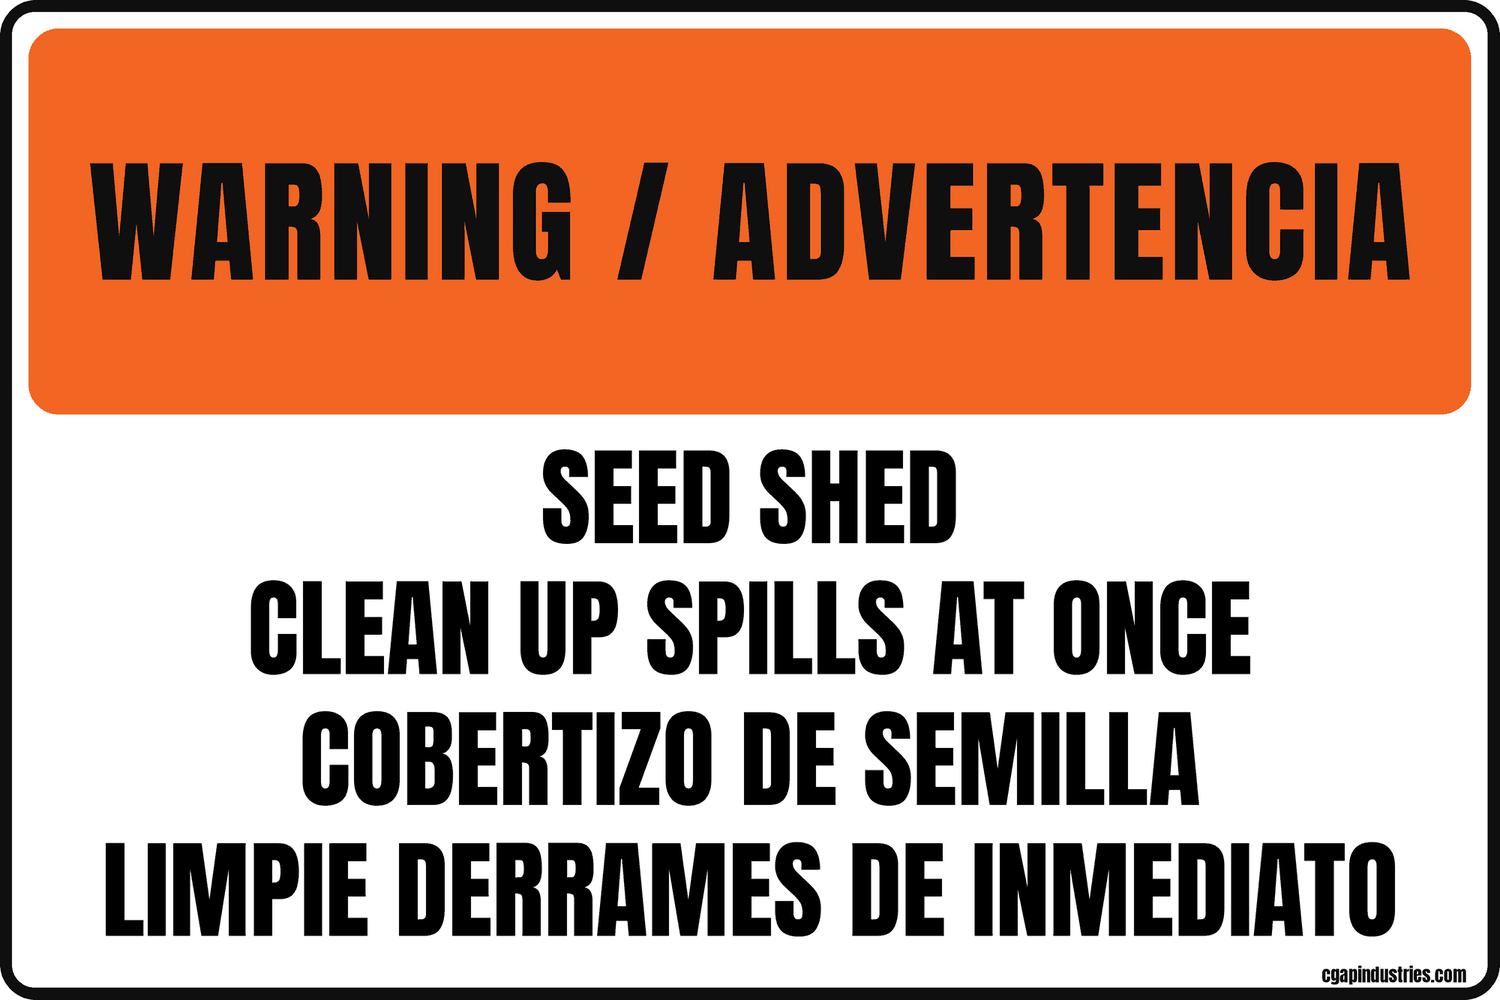 WARNING / ADVERTENCIA
SEED SHED
CLEAN UP SPILLS AT ONCE
COBERTIZO DE SEMILLA
LIMPIE DERRAMES DE INMEDIATO
cgapindustries.com